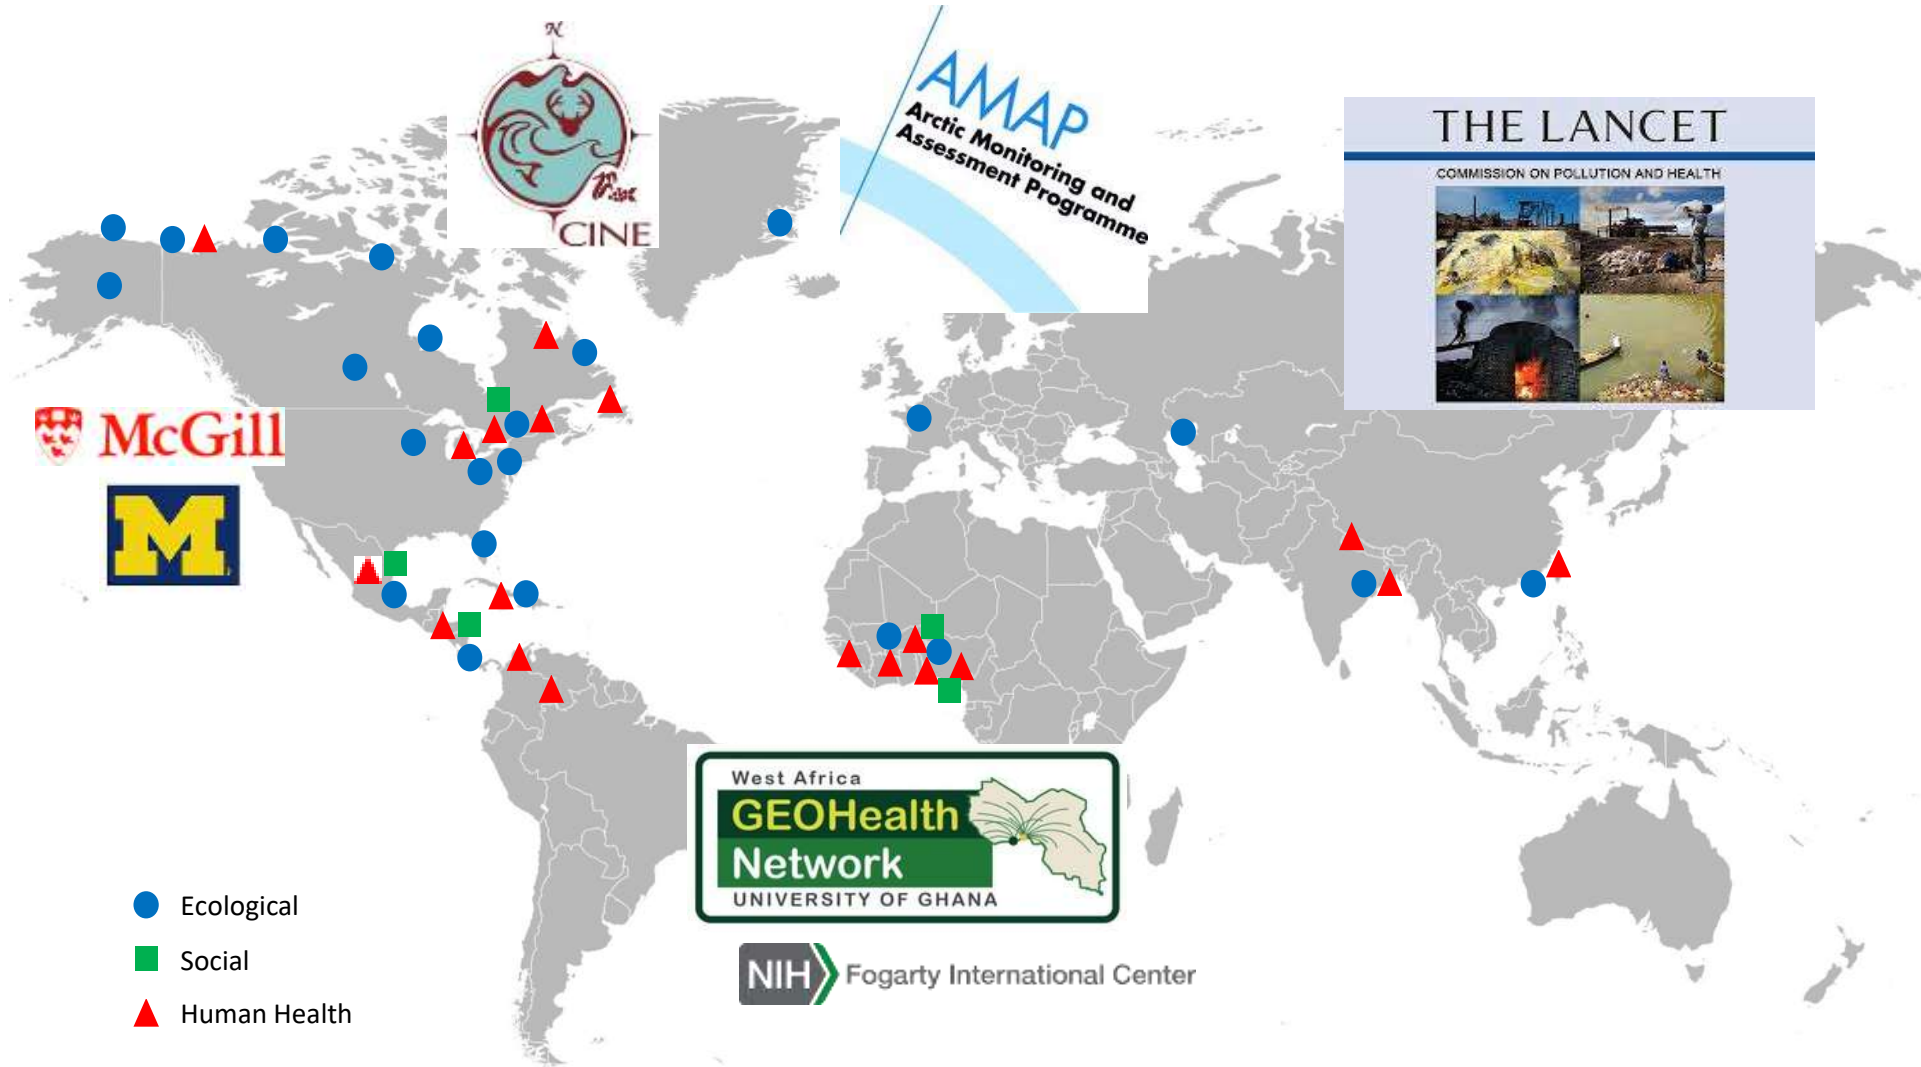 N
CINE
AMAP
Arctic Monitoring and
Assessment Programme
THE LANCET
COMMISSION ON POLLUTION AND HEALTH
McGill
M
West Africa
GEOHealth
Network
UNIVERSITY OF GHANA
NIH Fogarty International Center
Ecological
Social
Human Health